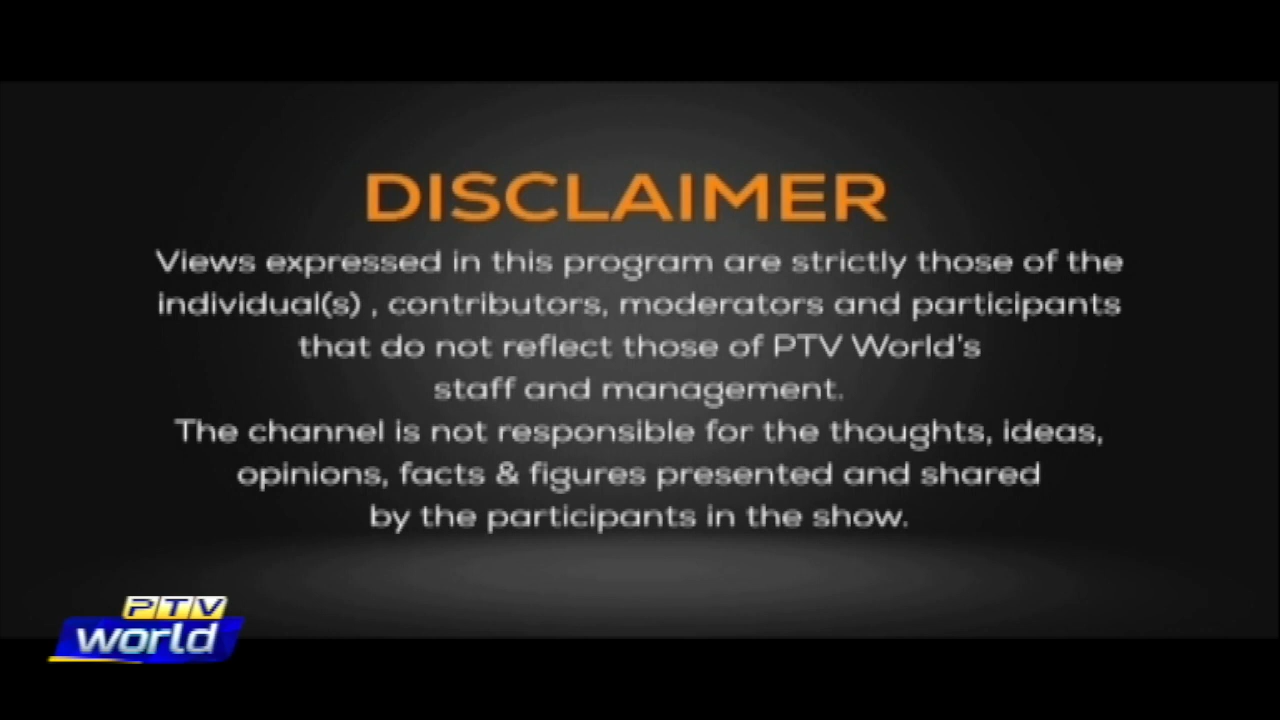 DISCLAIMER
Views expressed in this program are strictly those of the
individual(s) , contributors, moderators and participants
that do not reflect those of PTV World's
staff and management.
The channel is not responsible for the thoughts, ideas,
opinions, facts & figures presented and shared
by the participants in the show.
PTV
world